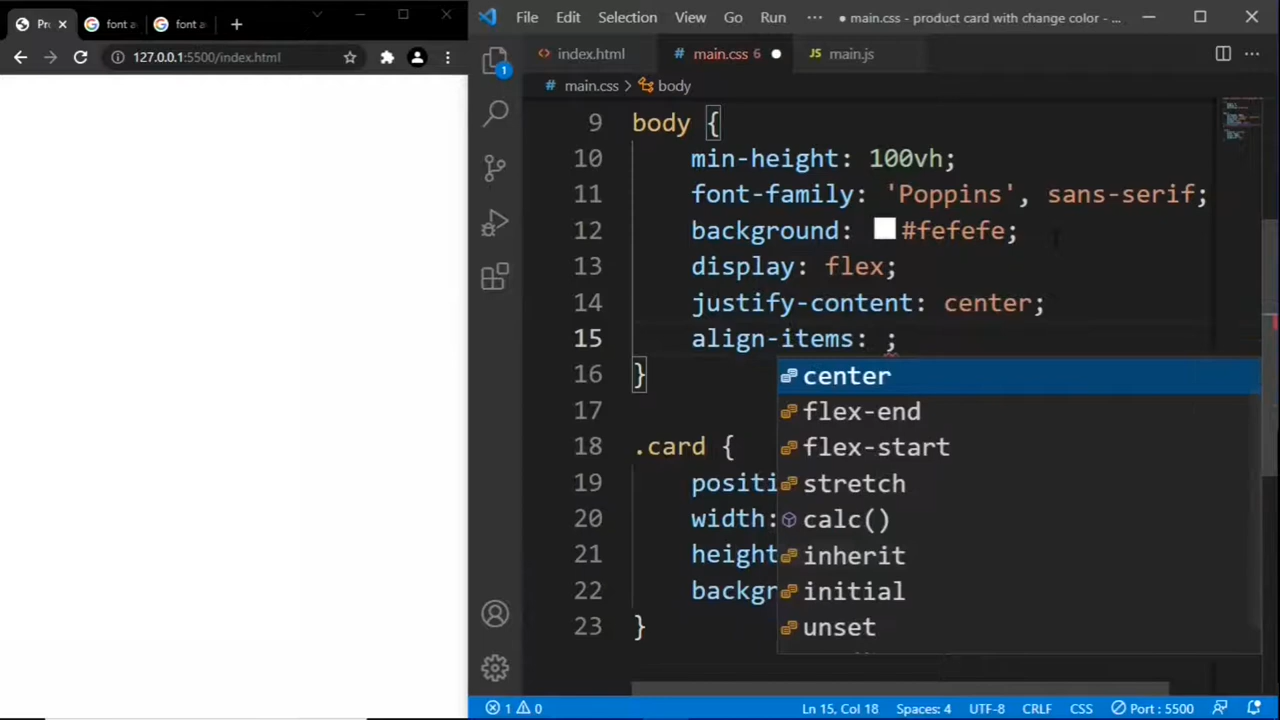 Pr
font a
font a
127.0.0.1:5500/index.html
File Edit Selection View Go Run ··· ● main.css - product card with change color - ...
1
<> index.html
# main.css 6 ●
JS main.js
# main.css > body
9 body {
10 min-height: 100vh;
11 font-family: 'Poppins', sans-serif;
12 background: #fefefe;
13 display: flex;
14 justify-content: center;
15 align-items: ;
16 }
17
18 .card {
19 positi
20 width:
21 height
22 backgr
23 }
center
flex-end
flex-start
stretch
calc()
inherit
initial
unset
1 0 Ln 15, Col 18 Spaces: 4 UTF-8 CRLF CSS Port : 5500